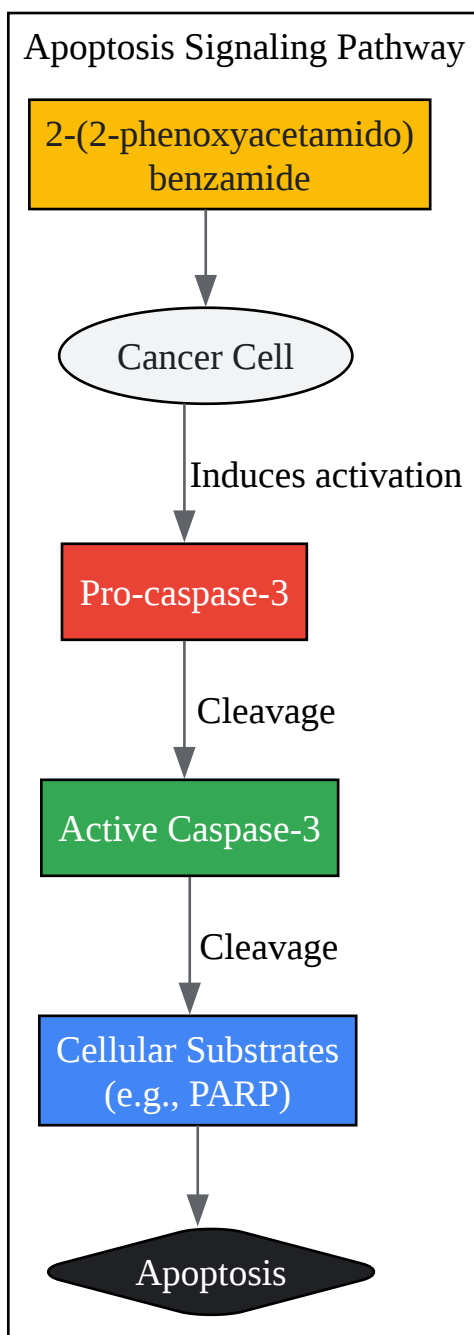 Apoptosis Signaling Pathway
2-(2-phenoxyacetamido)
benzamide
Cancer Cell
Induces activation
Pro-caspase-3
Cleavage
Active Caspase-3
Cleavage
Cellular Substrates
(e.g., PARP)
Apoptosis